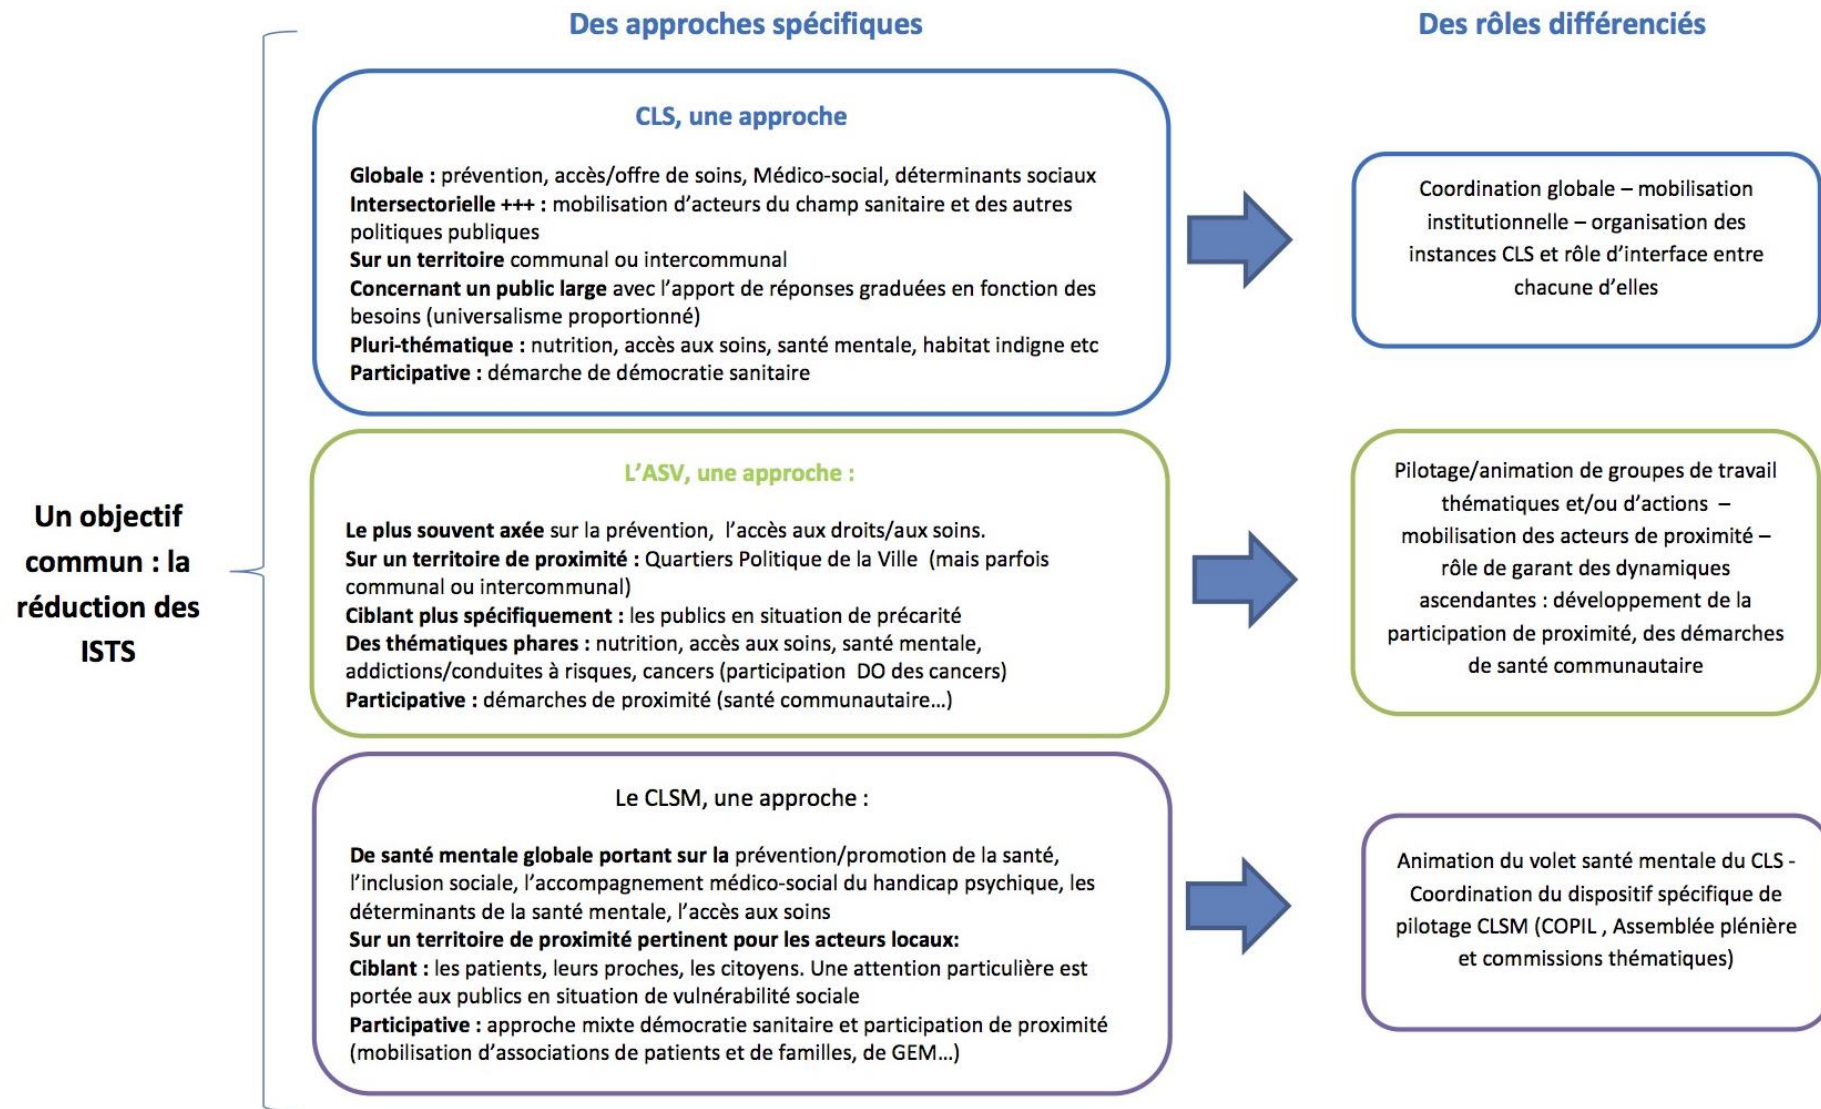 Des approches spécifiques
Des rôles différenciés
Un objectif
commun : la
réduction des
ISTS
CLS, une approche
Globale : prévention, accès/offre de soins, Médico-social, déterminants sociaux
Intersectorielle +++ : mobilisation d’acteurs du champ sanitaire et des autres
politiques publiques
Sur un territoire communal ou intercommunal
Concernant un public large avec l’apport de réponses graduées en fonction des
besoins (universalisme proportionné)
Pluri-thématique : nutrition, accès aux soins, santé mentale, habitat indigne etc
Participative : démarche de démocratie sanitaire
Coordination globale – mobilisation
institutionnelle – organisation des
instances CLS et rôle d’interface entre
chacune d’elles
L’ASV, une approche :
Le plus souvent axée sur la prévention, l’accès aux droits/aux soins.
Sur un territoire de proximité : Quartiers Politique de la Ville (mais parfois
communal ou intercommunal)
Ciblant plus spécifiquement : les publics en situation de précarité
Des thématiques phares : nutrition, accès aux soins, santé mentale,
addictions/conduites à risques, cancers (participation DO des cancers)
Participative : démarches de proximité (santé communautaire…)
Pilotage/animation de groupes de travail
thématiques et/ou d’actions –
mobilisation des acteurs de proximité –
rôle de garant des dynamiques
ascendantes : développement de la
participation de proximité, des démarches
de santé communautaire
Le CLSM, une approche :
De santé mentale globale portant sur la prévention/promotion de la santé,
l’inclusion sociale, l’accompagnement médico-social du handicap psychique, les
déterminants de la santé mentale, l’accès aux soins
Sur un territoire de proximité pertinent pour les acteurs locaux:
Ciblant : les patients, leurs proches, les citoyens. Une attention particulière est
portée aux publics en situation de vulnérabilité sociale
Participative : approche mixte démocratie sanitaire et participation de proximité
(mobilisation d’associations de patients et de familles, de GEM…)
Animation du volet santé mentale du CLS -
Coordination du dispositif spécifique de
pilotage CLSM (COPIL , Assemblée plénière
et commissions thématiques)